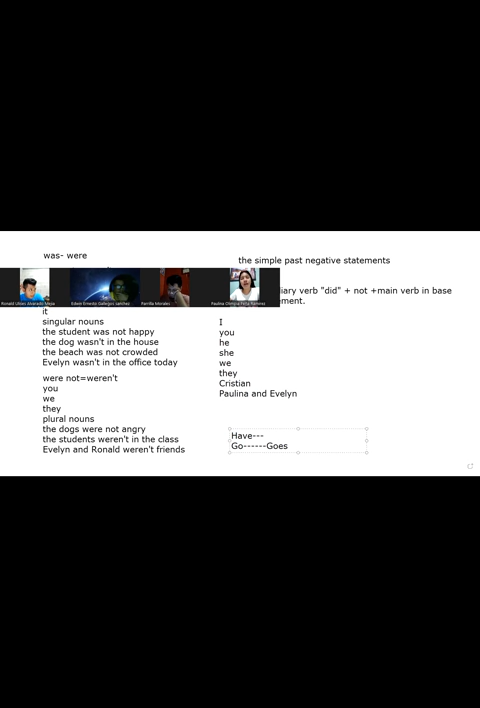 was- were
the simple past negative statements
Ronald Ulises Alvarado Mejia
Edwin Ernesto Gallegos sanchez
Parrilla Morales
Paulina Olimpia Peña Ramirez
liary verb "did" + not +main verb in base
ement.
it
singular nouns
the student was not happy
the dog wasn't in the house
the beach was not crowded
Evelyn wasn't in the office today
were not=weren't
you
we
they
plural nouns
the dogs were not angry
the students weren't in the class
Evelyn and Ronald weren't friends
I
you
he
she
we
they
Cristian
Paulina and Evelyn
Have---
Go------Goes